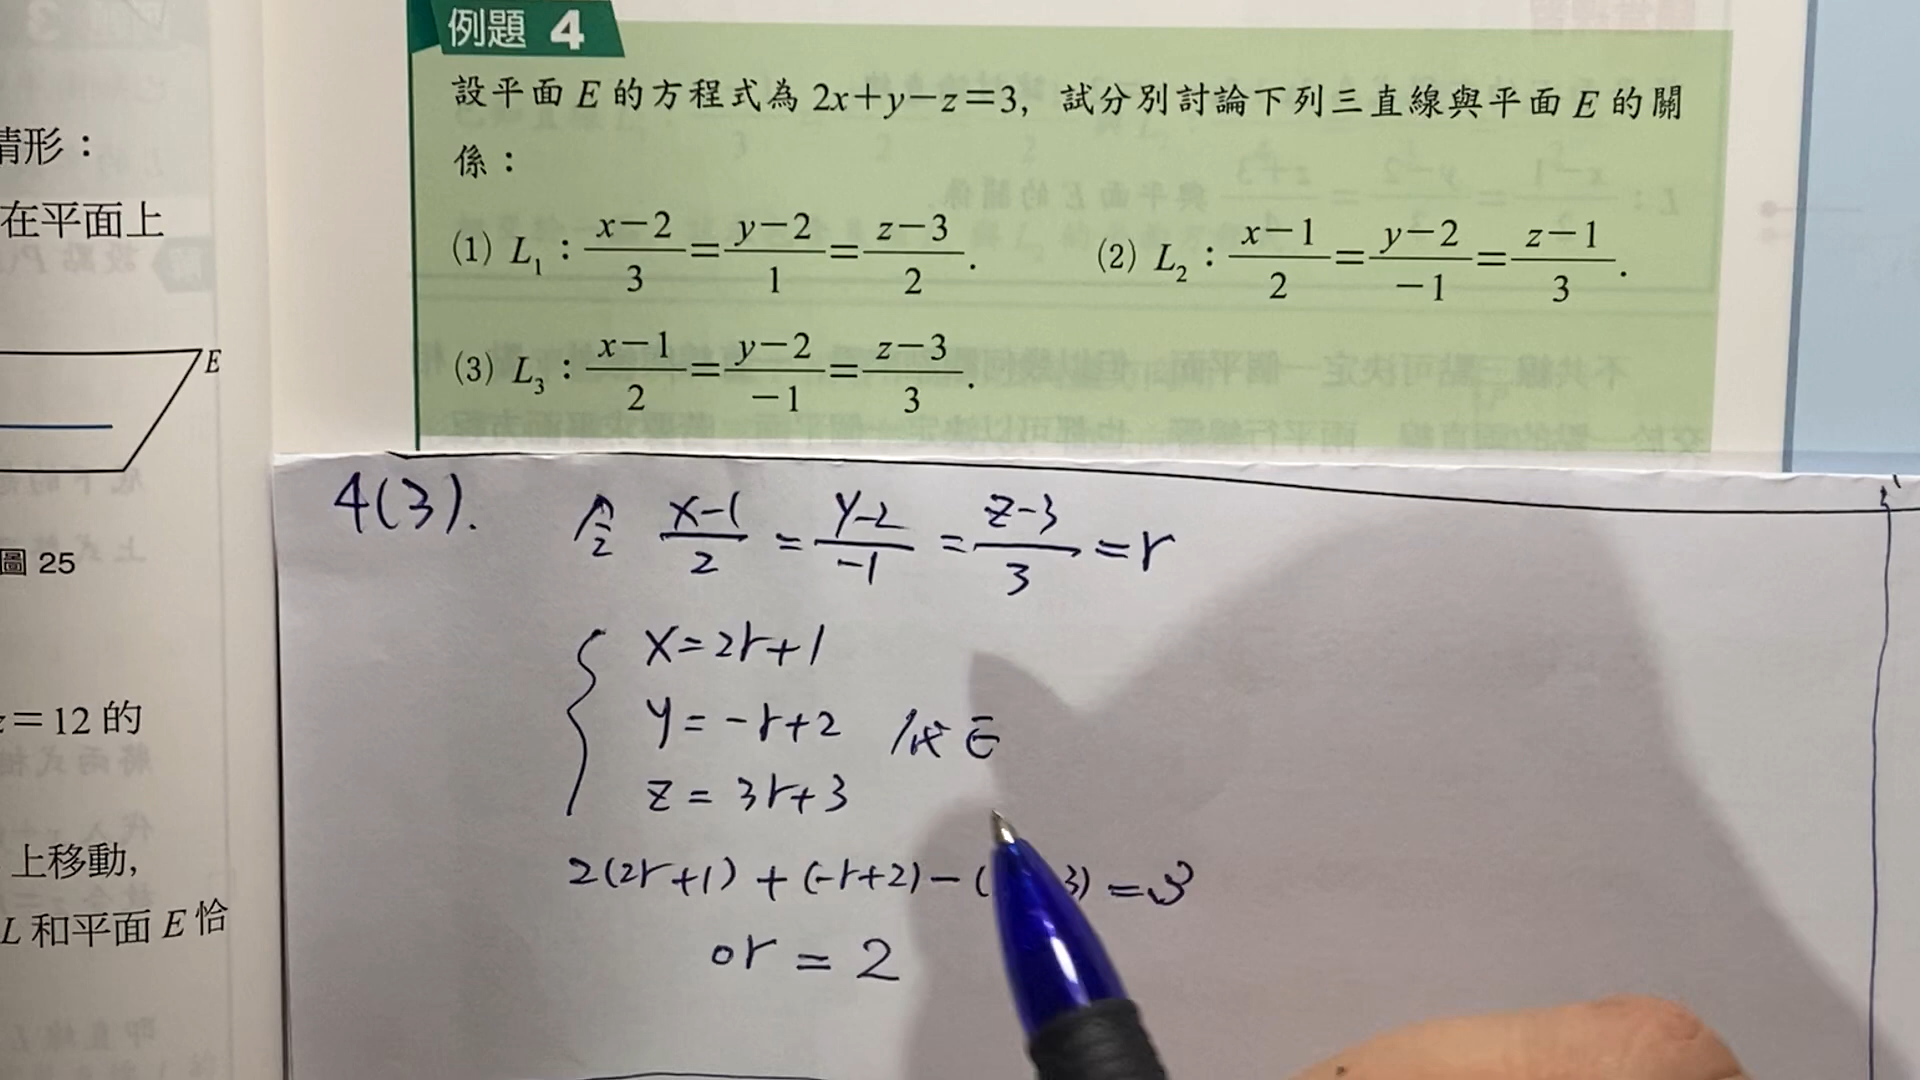 例題 4
設平面 E 的方程式為 2x+y−z=3, 試分別討論下列三直線與平面 E 的關
係：
(1) L₁ : (x−2)/3 = (y−2)/1 = (z−3)/2 .
(2) L₂ : (x−1)/2 = (y−2)/−1 = (z−1)/3 .
(3) L₃ : (x−1)/2 = (y−2)/−1 = (z−3)/3 .
情形：
在平面上
E
圖 25
=12 的
上移動,
L 和平面 E 恰
4(3). 令 (x-1)/2 = (y-2)/-1 = (z-3)/3 = r
x=2r+1
y=-r+2 代E
z=3r+3
2(2r+1)+(-r+2)-( 3)=3
0r=2